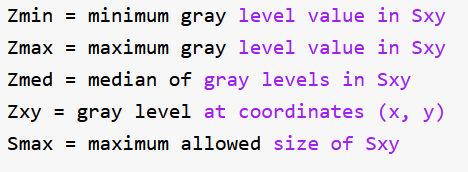 Zmin = minimum gray level value in Sxy
Zmax = maximum gray level value in Sxy
Zmed = median of gray levels in Sxy
Zxy = gray level at coordinates (x, y)
Smax = maximum allowed size of Sxy